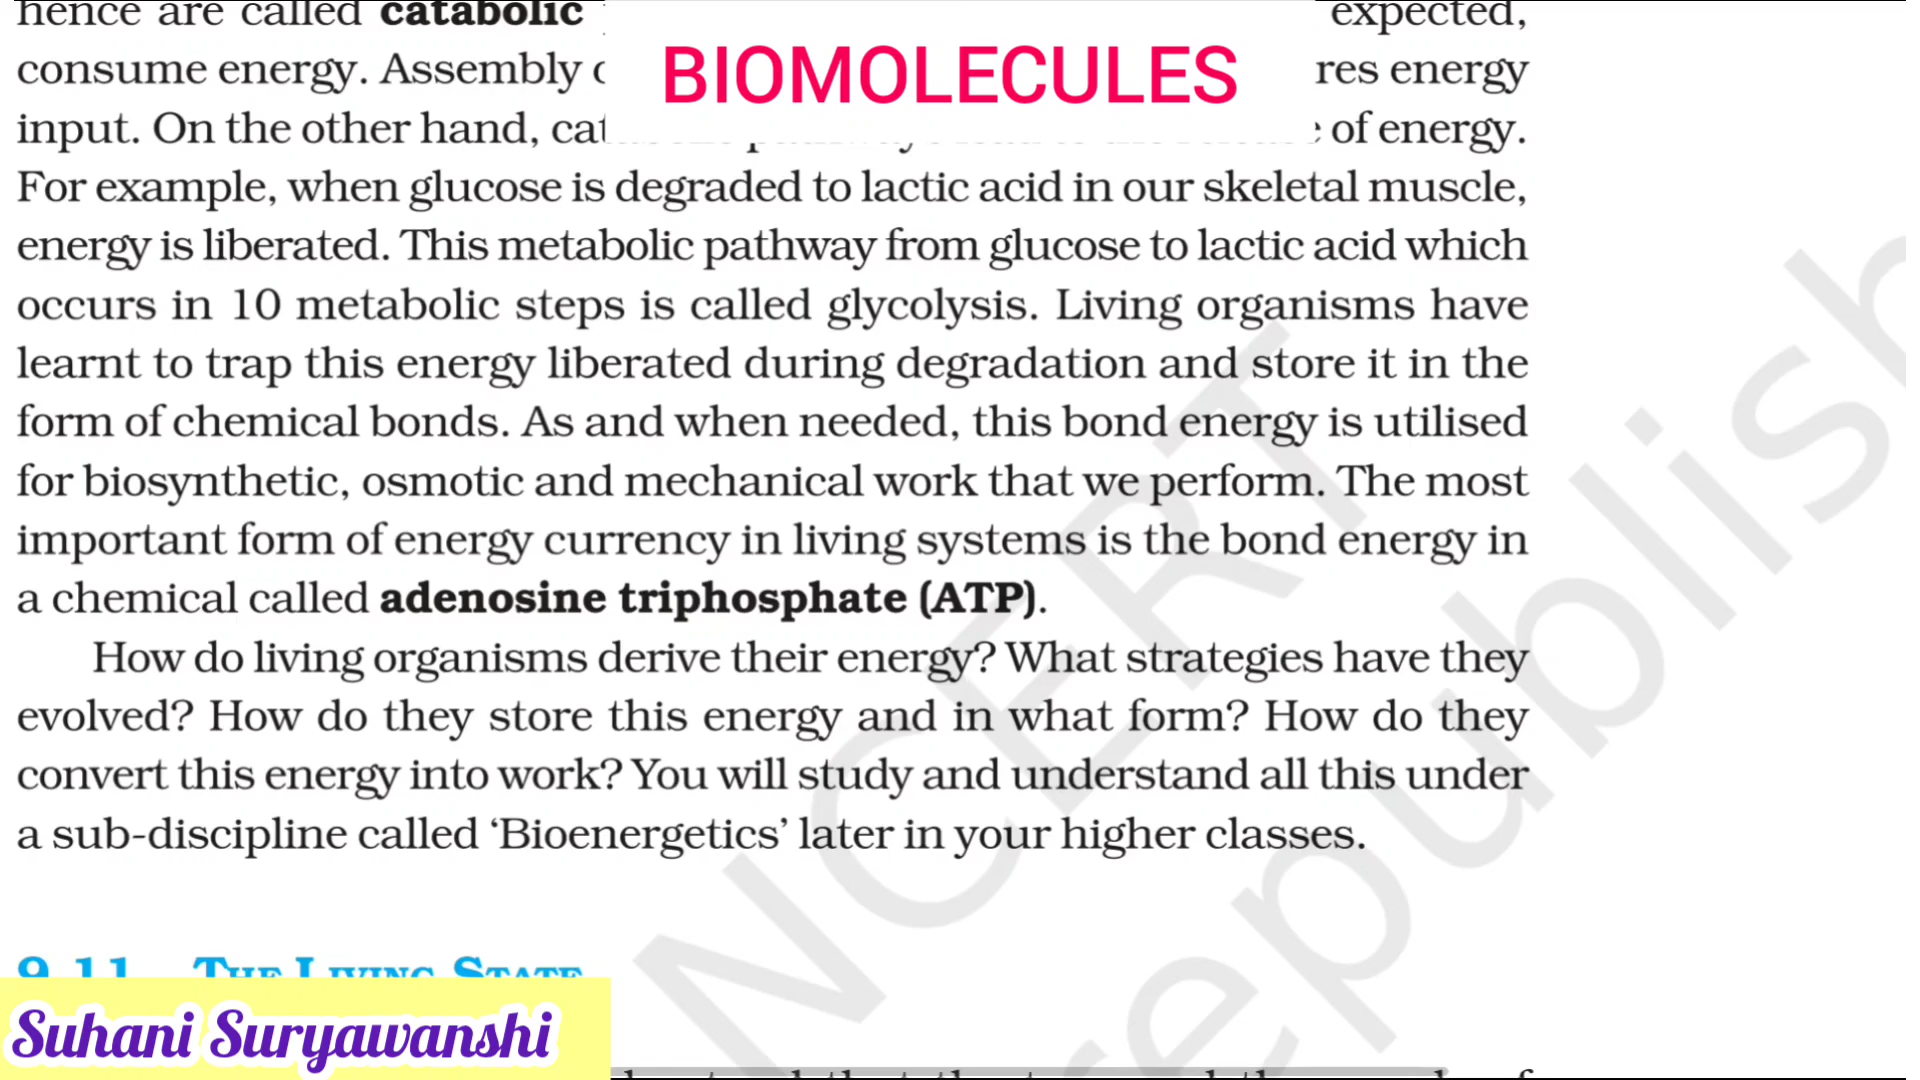 hence are called catabolic expected,
BIOMOLECULES
consume energy. Assembly res energy
input. On the other hand, of energy.
For example, when glucose is degraded to lactic acid in our skeletal muscle,
energy is liberated. This metabolic pathway from glucose to lactic acid which
occurs in 10 metabolic steps is called glycolysis. Living organisms have
learnt to trap this energy liberated during degradation and store it in the
form of chemical bonds. As and when needed, this bond energy is utilised
for biosynthetic, osmotic and mechanical work that we perform. The most
important form of energy currency in living systems is the bond energy in
a chemical called adenosine triphosphate (ATP).
How do living organisms derive their energy? What strategies have they
evolved? How do they store this energy and in what form? How do they
convert this energy into work? You will study and understand all this under
a sub-discipline called ‘Bioenergetics’ later in your higher classes.
9.11 THE LIVING STATE
Suhani Suryawanshi
NCERT
republish